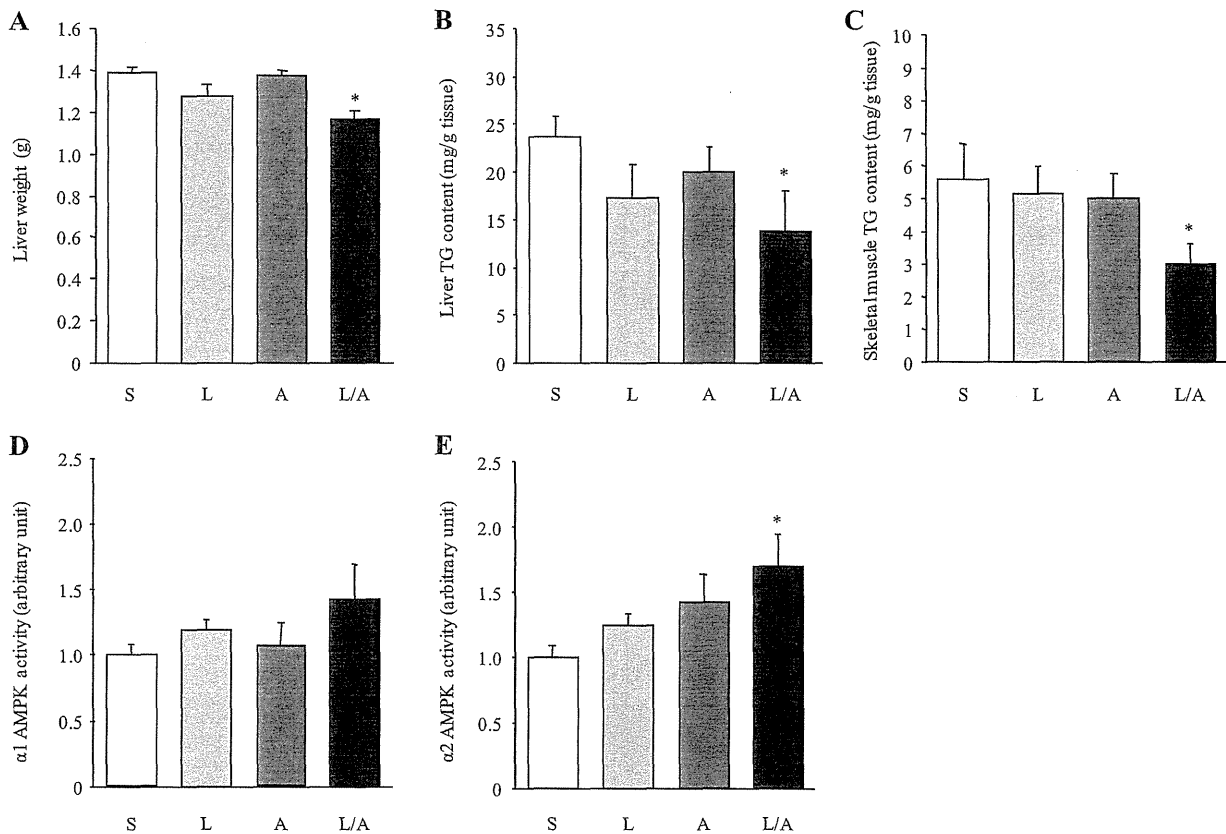 A
Liver weight (g)
1.6
1.4
1.2
1.0
0.8
0.6
0.4
0.2
0
*
S L A L/A
B
Liver TG content (mg/g tissue)
35
30
25
20
15
10
5
0
*
S L A L/A
C
Skeletal muscle TG content (mg/g tissue)
10
9
8
7
6
5
4
3
2
1
0
*
S L A L/A
D
α1 AMPK activity (arbitrary unit)
2.5
2.0
1.5
1.0
0.5
0
S L A L/A
E
α2 AMPK activity (arbitrary unit)
2.5
2.0
1.5
1.0
0.5
0
*
S L A L/A